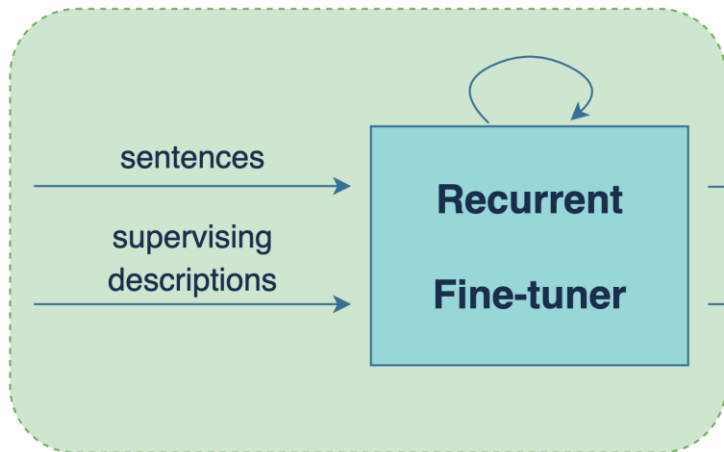 sentences
supervising
descriptions
Recurrent
Fine-tuner